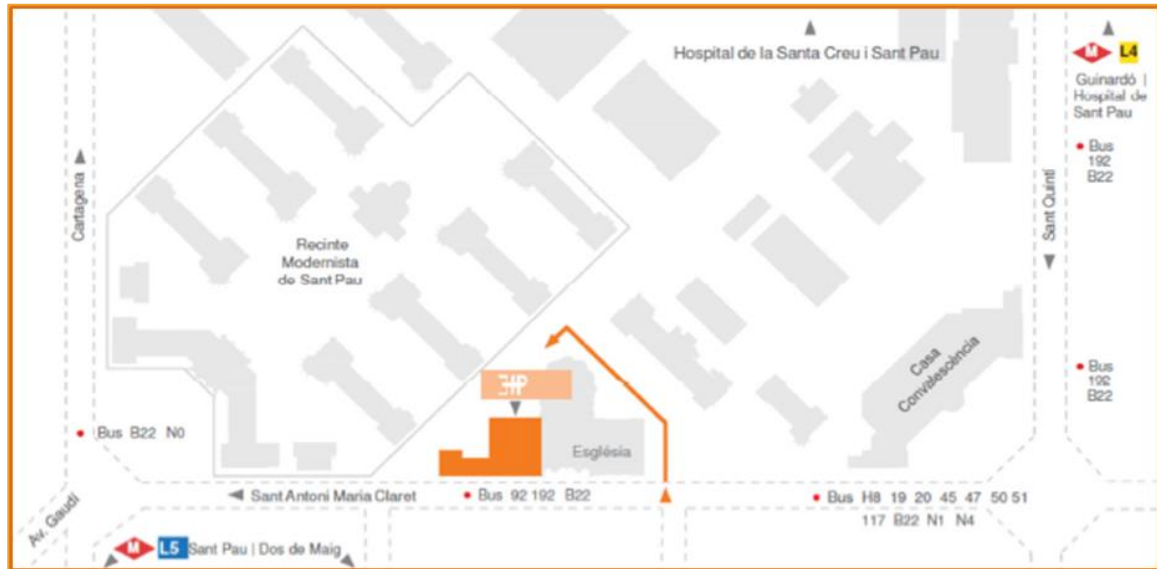 Hospital de la Santa Creu i Sant Pau
M L4
Guinardó |
Hospital de
Sant Pau
Bus
192
B22
Cartagena
Sant Quintí
Recinte
Modernista
de Sant Pau
Casa
Convalescència
Bus
192
B22
Bus B22 N0
Església
Sant Antoni Maria Claret
Bus 92 192 B22
Bus H8 19 20 45 47 50 51
117 B22 N1 N4
Av. Gaudí
M L5 Sant Pau | Dos de Maig